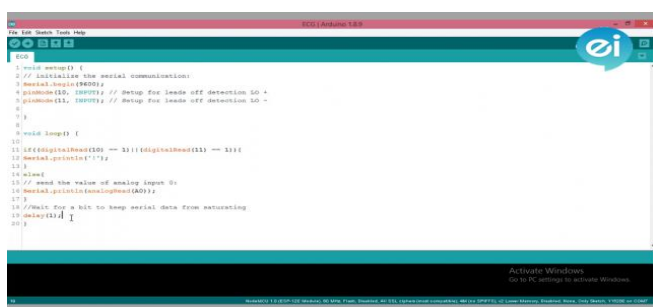 ECG | Arduino 1.8.9
File Edit Sketch Tools Help
ei
ECG
1 void setup() {
2 // initialize the serial communication:
3 Serial.begin(9600);
4 pinMode(10, INPUT); // Setup for leads off detection LO +
5 pinMode(11, INPUT); // Setup for leads off detection LO -
6
7 }
8
9 void loop() {
10
11 if((digitalRead(10) == 1)||(digitalRead(11) == 1)){
12 Serial.println('!');
13 }
14 else{
15 // send the value of analog input 0:
16 Serial.println(analogRead(A0));
17 }
18 //Wait for a bit to keep serial data from saturating
19 delay(1);
20 }
Activate Windows
Go to PC settings to activate Windows.